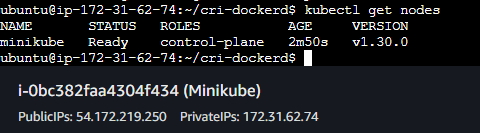 ubuntu@ip-172-31-62-74:~/cri-dockerd$ kubectl get nodes
NAME STATUS ROLES AGE VERSION
minikube Ready control-plane 2m50s v1.30.0
ubuntu@ip-172-31-62-74:~/cri-dockerd$
i-0bc382faa4304f434 (Minikube)
PublicIPs: 54.172.219.250 PrivateIPs: 172.31.62.74